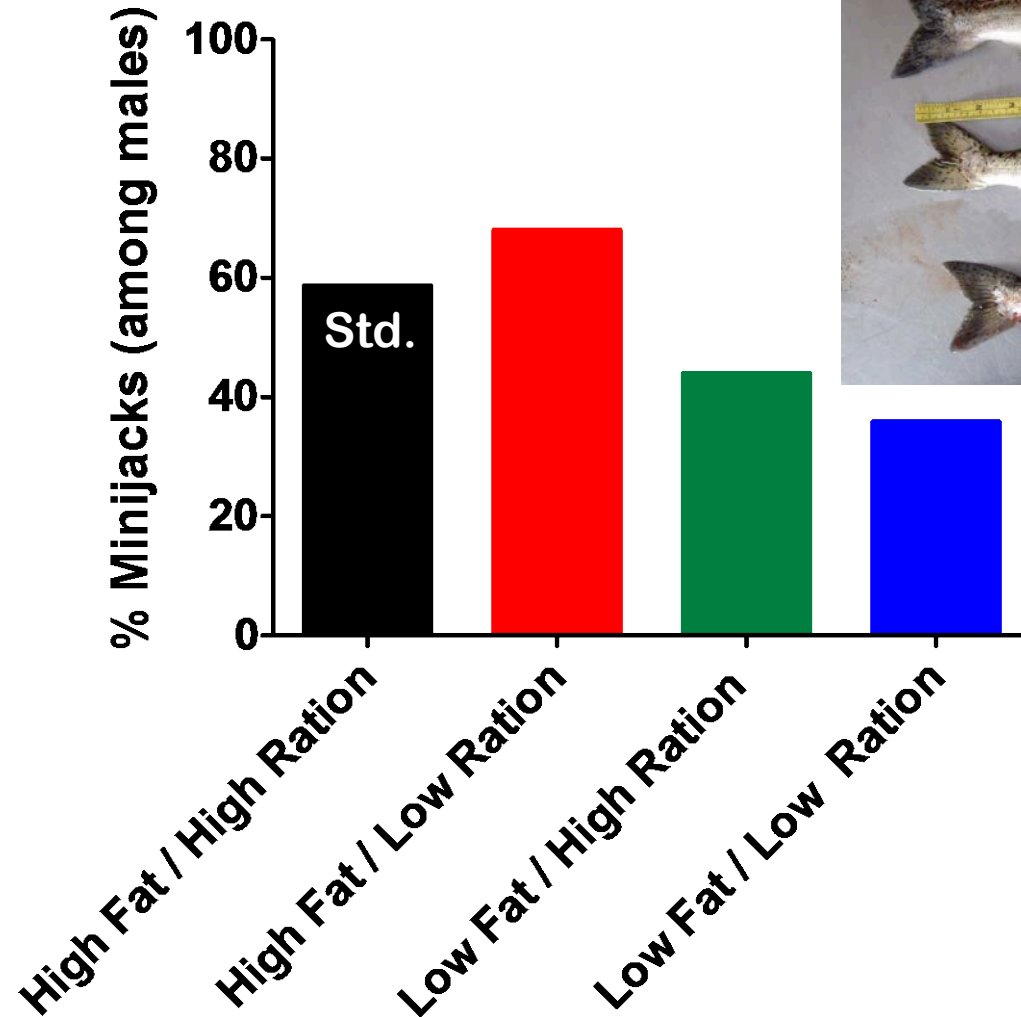 % Minijacks (among males)
100
80
60
40
20
0
Std.
High Fat / High Ration
High Fat / Low Ration
Low Fat / High Ration
Low Fat / Low Ration